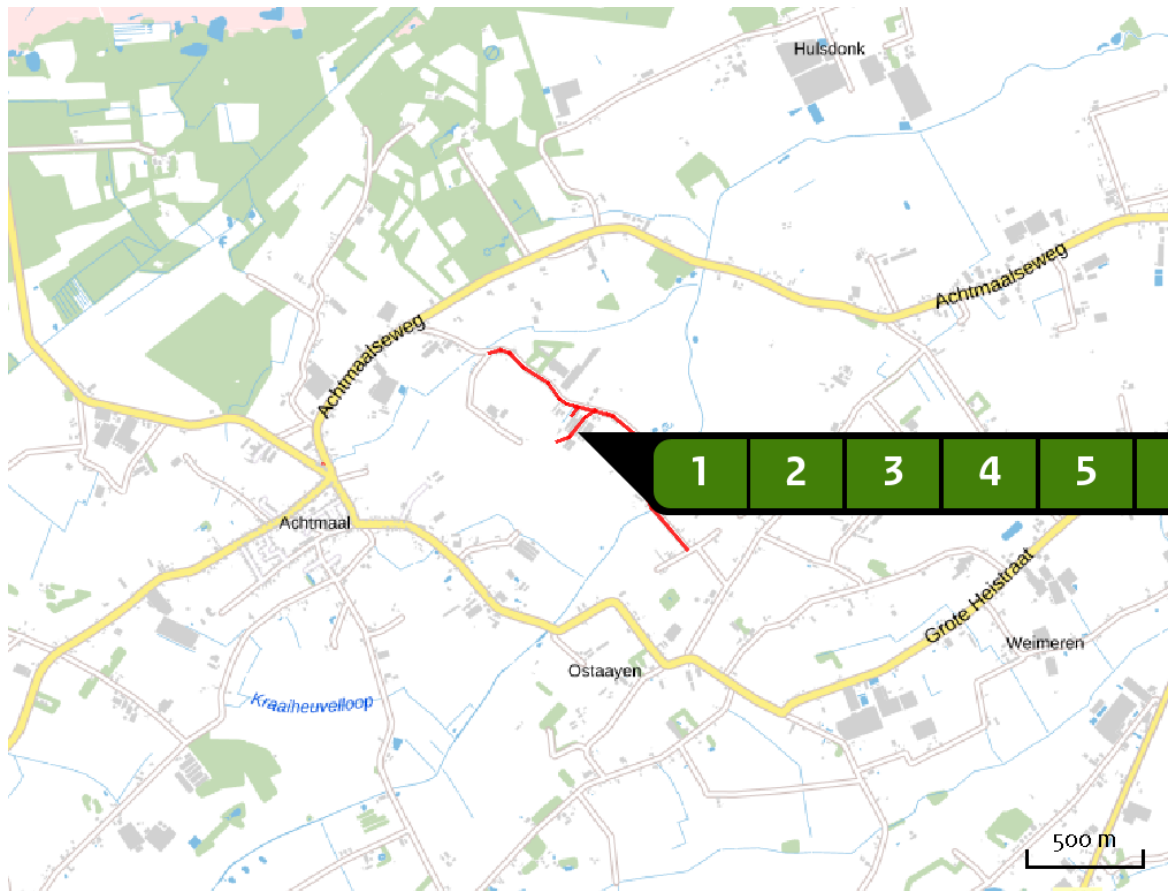 Hulsdonk
Achtmaalseweg
Achtmaalseweg
1 2 3 4 5
Achtmaal
Grote Heistraat
Weimeren
Ostaayen
Kraaiheuvelloop
500 m